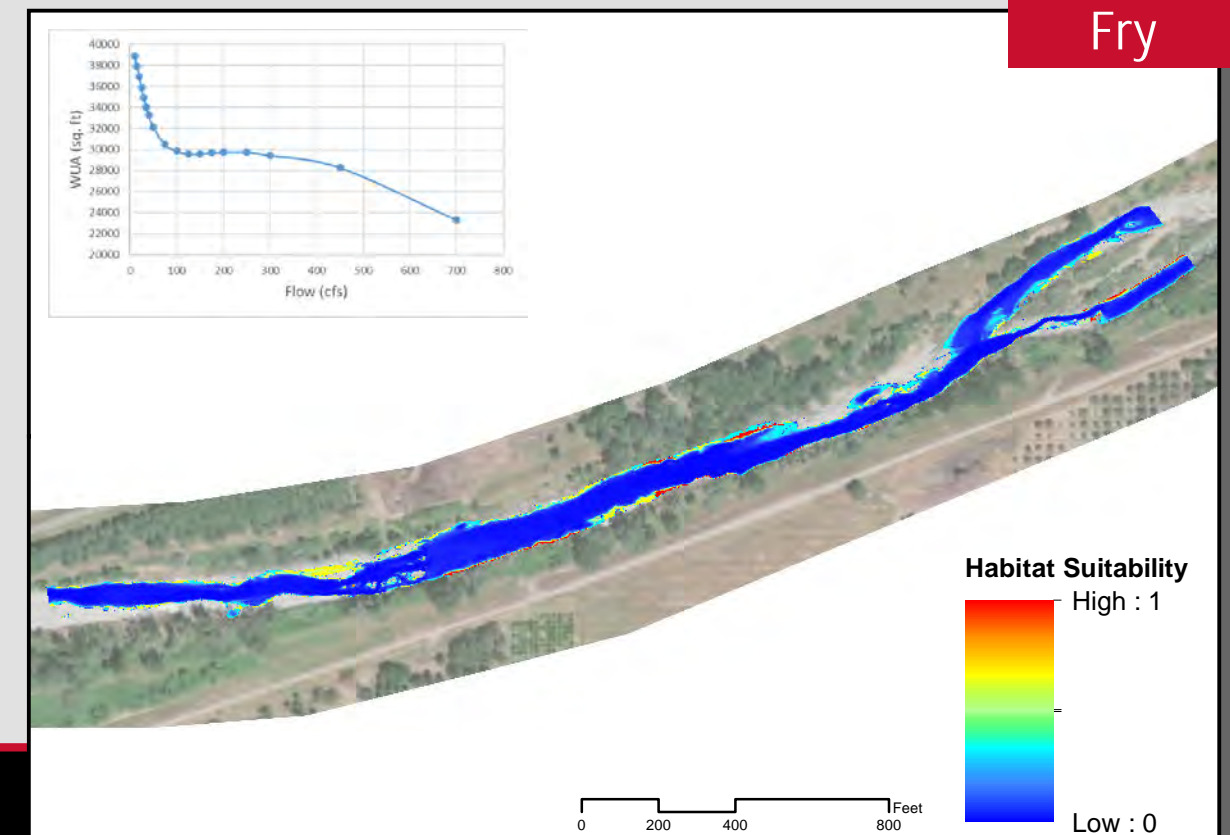 Fry
40000
38000
36000
34000
32000
30000
28000
26000
24000
22000
20000
WUA (sq. ft)
0 100 200 300 400 500 600 700 800
Flow (cfs)
Habitat Suitability
High : 1
Low : 0
Feet
0 200 400 800